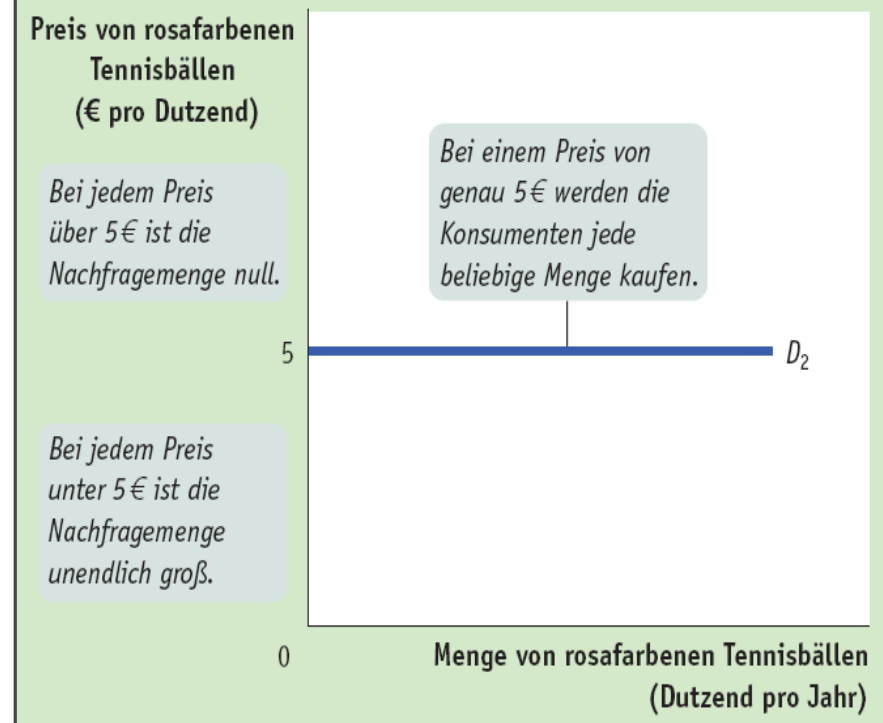 Preis von rosafarbenen
Tennisbällen
(€ pro Dutzend)
Bei jedem Preis
über 5 € ist die
Nachfragemenge null.
Bei einem Preis von
genau 5 € werden die
Konsumenten jede
beliebige Menge kaufen.
5
D₂
Bei jedem Preis
unter 5 € ist die
Nachfragemenge
unendlich groß.
0
Menge von rosafarbenen Tennisbällen
(Dutzend pro Jahr)